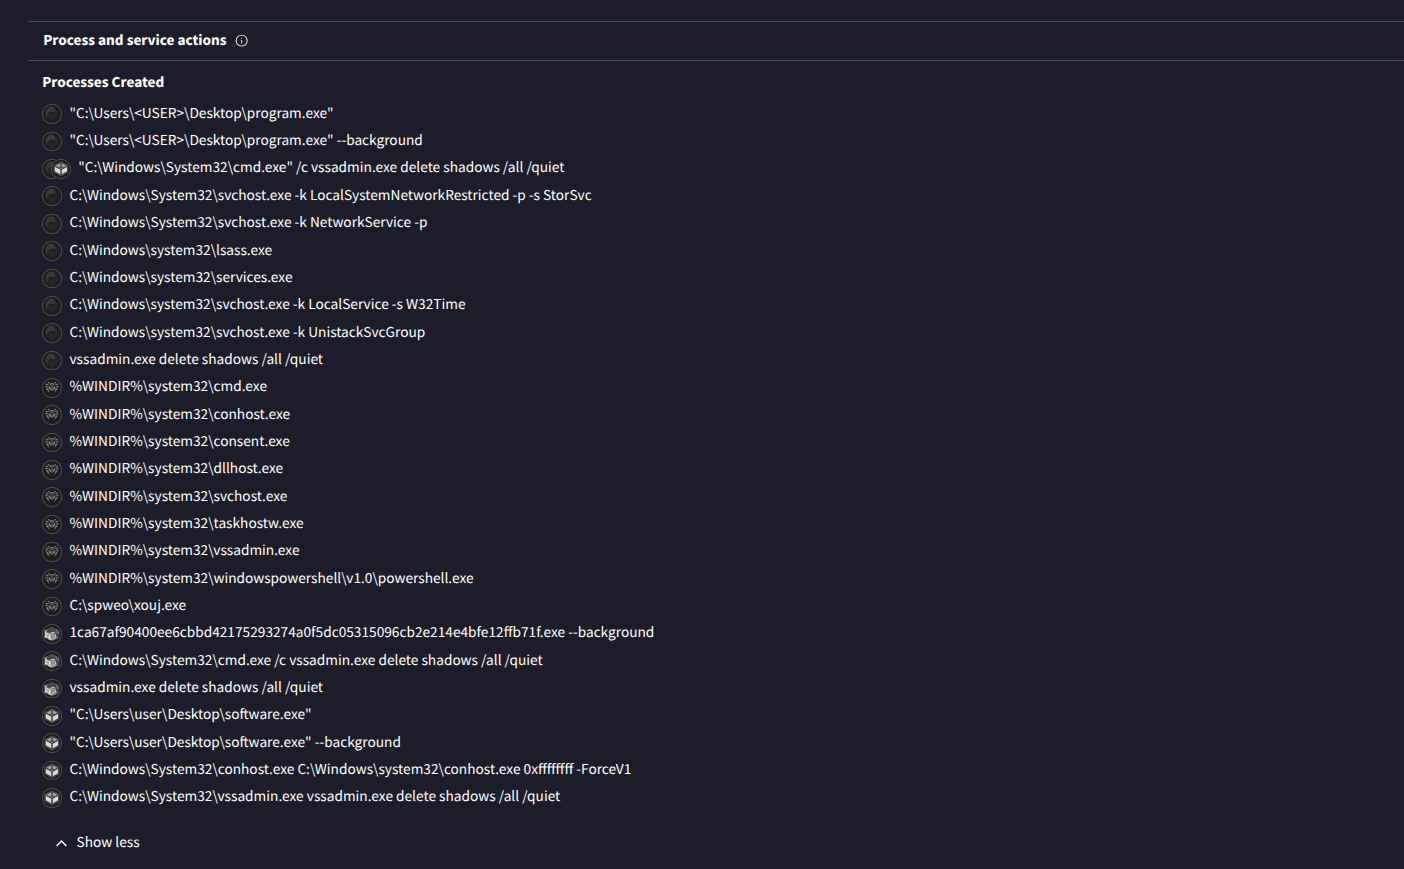 Process and service actions
Processes Created
"C:\Users\<USER>\Desktop\program.exe"
"C:\Users\<USER>\Desktop\program.exe" --background
"C:\Windows\System32\cmd.exe" /c vssadmin.exe delete shadows /all /quiet
C:\Windows\System32\svchost.exe -k LocalSystemNetworkRestricted -p -s StorSvc
C:\Windows\System32\svchost.exe -k NetworkService -p
C:\Windows\system32\lsass.exe
C:\Windows\system32\services.exe
C:\Windows\system32\svchost.exe -k LocalService -s W32Time
C:\Windows\system32\svchost.exe -k UnistackSvcGroup
vssadmin.exe delete shadows /all /quiet
%WINDIR%\system32\cmd.exe
%WINDIR%\system32\conhost.exe
%WINDIR%\system32\consent.exe
%WINDIR%\system32\dllhost.exe
%WINDIR%\system32\svchost.exe
%WINDIR%\system32\taskhostw.exe
%WINDIR%\system32\vssadmin.exe
%WINDIR%\system32\windowspowershell\v1.0\powershell.exe
C:\spweo\xouj.exe
1ca67af90400ee6cbbd42175293274a0f5dc05315096cb2e214e4bfe12ffb71f.exe --background
C:\Windows\System32\cmd.exe /c vssadmin.exe delete shadows /all /quiet
vssadmin.exe delete shadows /all /quiet
"C:\Users\user\Desktop\software.exe"
"C:\Users\user\Desktop\software.exe" --background
C:\Windows\System32\conhost.exe C:\Windows\system32\conhost.exe 0xffffffff -ForceV1
C:\Windows\System32\vssadmin.exe vssadmin.exe delete shadows /all /quiet
Show less